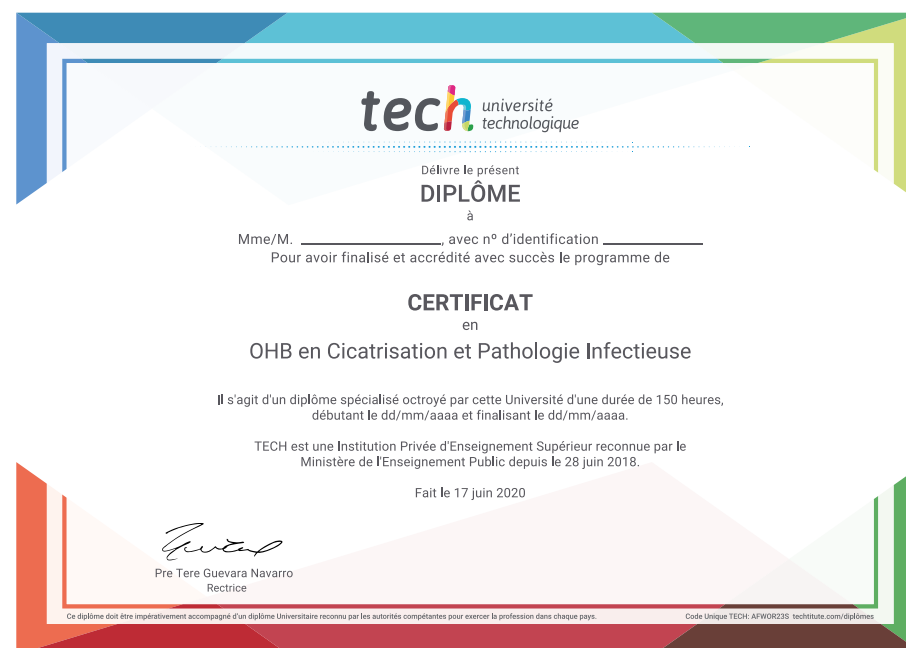 tech université
technologique
Délivre le présent
DIPLÔME
à
Mme/M. ____________________, avec nº d'identification ______________
Pour avoir finalisé et accrédité avec succès le programme de
CERTIFICAT
en
OHB en Cicatrisation et Pathologie Infectieuse
Il s'agit d'un diplôme spécialisé octroyé par cette Université d'une durée de 150 heures,
débutant le dd/mm/aaaa et finalisant le dd/mm/aaaa.
TECH est une Institution Privée d'Enseignement Supérieur reconnue par le
Ministère de l'Enseignement Public depuis le 28 juin 2018.
Fait le 17 juin 2020
Pre Tere Guevara Navarro
Rectrice
Ce diplôme doit être impérativement accompagné d'un diplôme Universitaire reconnu par les autorités compétantes pour exercer la profession dans chaque pays.
Code Unique TECH: AFWOR23S techtitute.com/diplômes